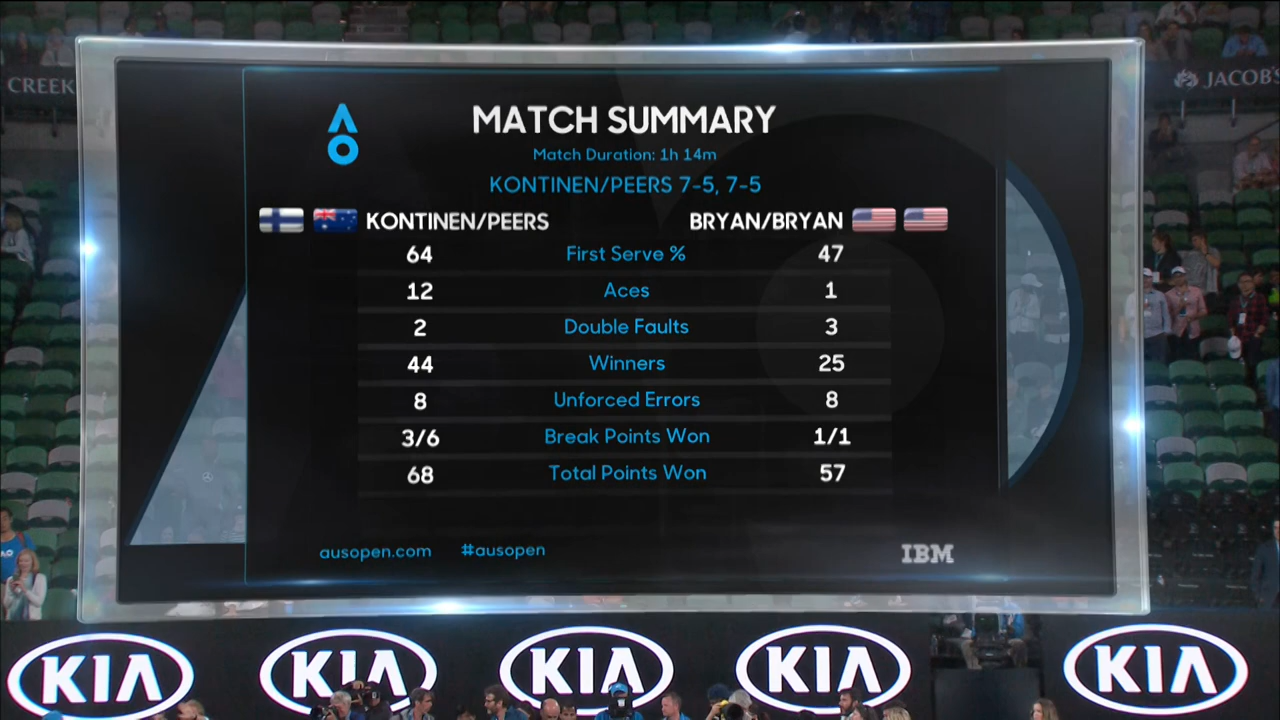 CREEK
JACOB'S
MATCH SUMMARY
Match Duration: 1h 14m
KONTINEN/PEERS 7-5, 7-5
KONTINEN/PEERS BRYAN/BRYAN
64 First Serve % 47
12 Aces 1
2 Double Faults 3
44 Winners 25
8 Unforced Errors 8
3/6 Break Points Won 1/1
68 Total Points Won 57
ausopen.com #ausopen
IBM
KIA KIA KIA KIA KIA